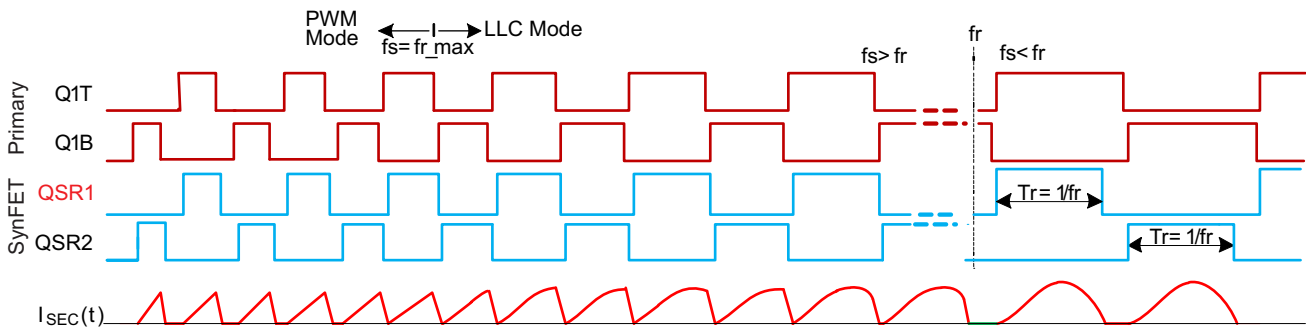 PWM Mode
LLC Mode
fs= fr_max
fs> fr
fr
fs< fr
Primary
Q1T
Q1B
SynFET
QSR1
Tr= 1/fr
QSR2
Tr= 1/fr
ISEC(t)